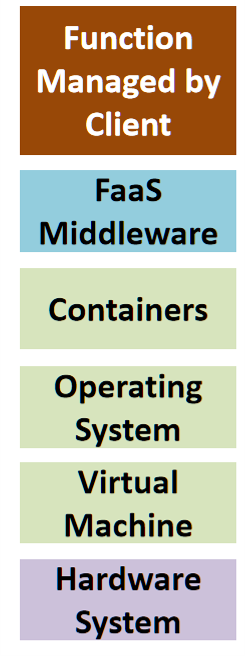 Function
Managed by
Client
FaaS
Middleware
Containers
Operating
System
Virtual
Machine
Hardware
System